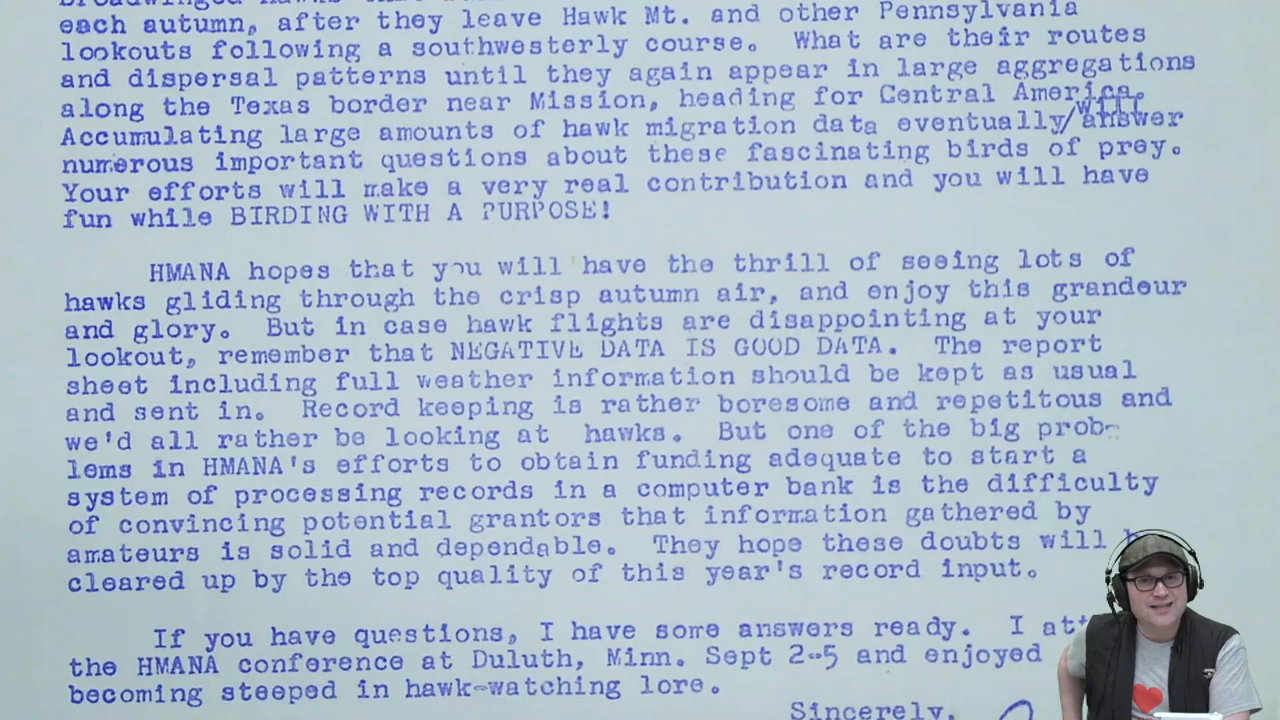 each autumn, after they leave Hawk Mt. and other Pennsylvania
lookouts following a southwesterly course.  What are their routes
and dispersal patterns until they again appear in large aggregations
along the Texas border near Mission, heading for Central America.
will
Accumulating large amounts of hawk migration data eventually/answer
numerous important questions about these fascinating birds of prey.
Your efforts will make a very real contribution and you will have
fun while BIRDING WITH A PURPOSE!
HMANA hopes that you will have the thrill of seeing lots of
hawks gliding through the crisp autumn air, and enjoy this grandeur
and glory.  But in case hawk flights are disappointing at your
lookout, remember that NEGATIVE DATA IS GOOD DATA.  The report
sheet including full weather information should be kept as usual
and sent in.  Record keeping is rather boresome and repetitous and
we'd all rather be looking at  hawks.  But one of the big prob-
lems in HMANA's efforts to obtain funding adequate to start a
system of processing records in a computer bank is the difficulty
of convincing potential grantors that information gathered by
amateurs is solid and dependable.  They hope these doubts will
cleared up by the top quality of this year's record input.
If you have questions, I have some answers ready.  I
the HMANA conference at Duluth, Minn. Sept 2-5 and enjoyed
becoming steeped in hawk-watching lore.
Sincerely,